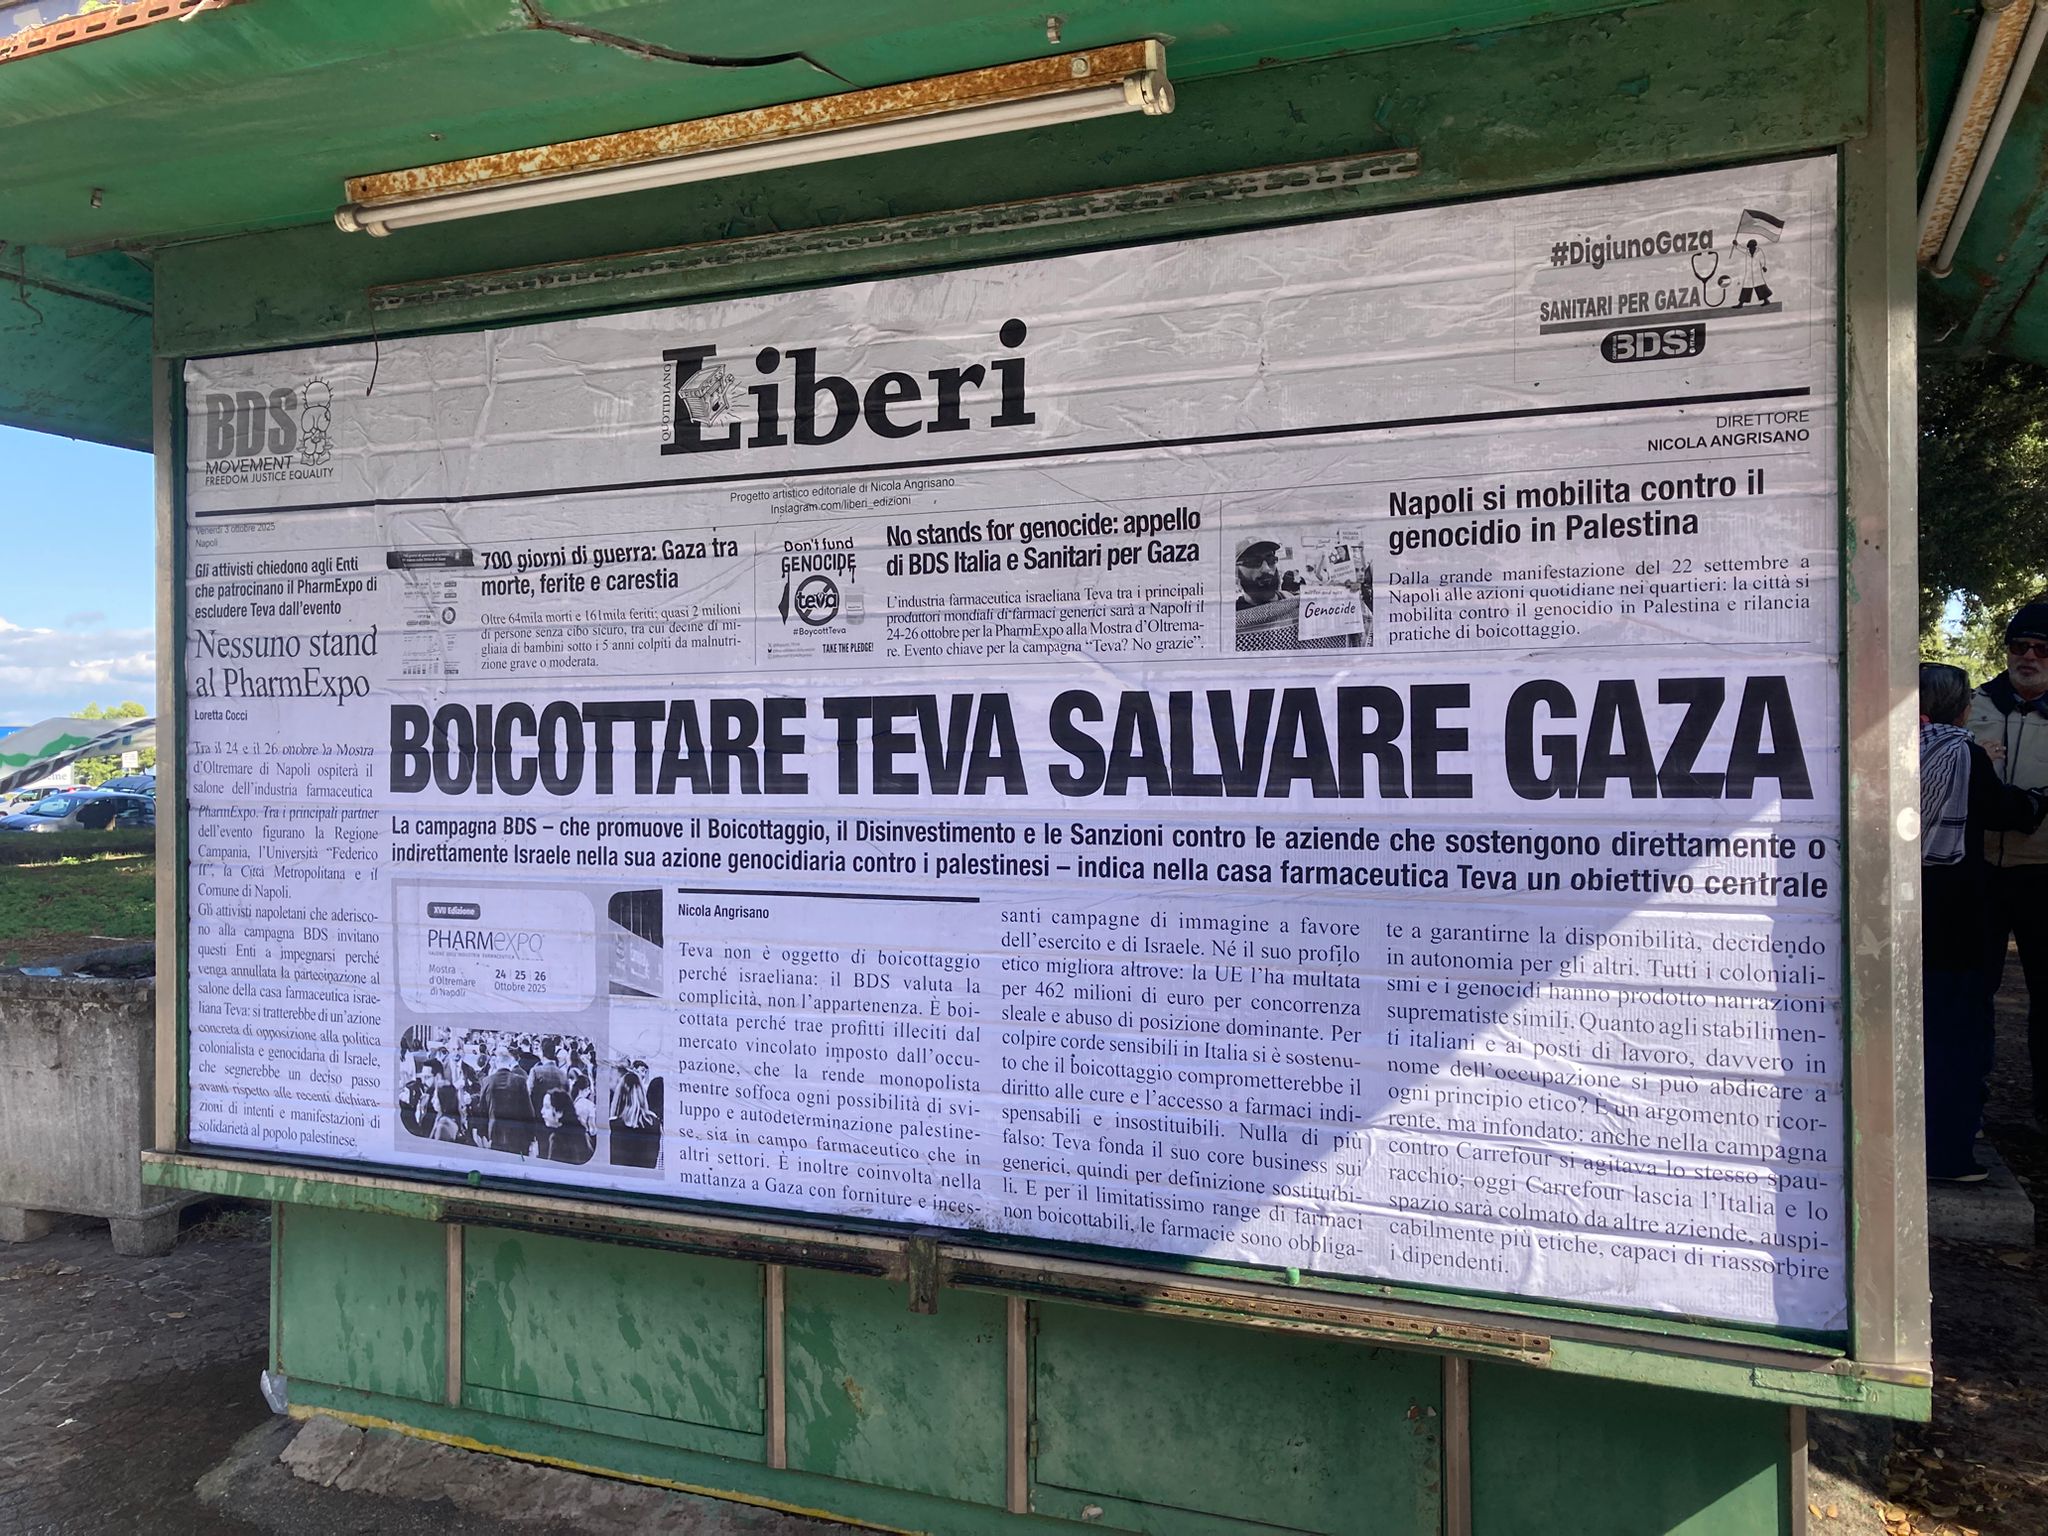 BDS
MOVEMENT
FREEDOM JUSTICE EQUALITY
QUOTIDIANO
Liberi
#DigiunoGaza
SANITARI PER GAZA
BDS
ITALIA
DIRETTORE
NICOLA ANGRISANO
Progetto artistico editoriale di Nicola Angrisano
Instagram.com/liberi_edizioni
Venerdì 3 ottobre 2025
Napoli
Gli attivisti chiedono agli Enti
che patrocinano il PharmExpo di
escludere Teva dall'evento
Nessuno stand
al PharmExpo
Loretta Cocci
Tra il 24 e il 26 ottobre la Mostra
d'Oltremare di Napoli ospiterà il
salone dell'industria farmaceutica
PharmExpo. Tra i principali partner
dell'evento figurano la Regione
Campania, l'Università "Federico
II", la Città Metropolitana e il
Comune di Napoli.
Gli attivisti napoletani che aderisco-
no alla campagna BDS invitano
questi Enti a impegnarsi perché
venga annullata la partecipazione al
salone della casa farmaceutica israe-
liana Teva: si tratterebbe di un'azione
concreta di opposizione alla politica
colonialista e genocidaria di Israele,
che segnerebbe un deciso passo
avanti rispetto alle recenti dichiara-
zioni di intenti e manifestazioni di
solidarietà al popolo palestinese.
700 giorni di guerra: Gaza tra
morte, ferite e carestia
Oltre 64mila morti e 161mila feriti; quasi 2 milioni
di persone senza cibo sicuro, tra cui decine di mi-
gliaia di bambini sotto i 5 anni colpiti da malnutri-
zione grave o moderata.
Don't fund
GENOCIDE
teva
#BoycottTeva
TAKE THE PLEDGE!
No stands for genocide: appello
di BDS Italia e Sanitari per Gaza
L'industria farmaceutica israeliana Teva tra i principali
produttori mondiali di farmaci generici sarà a Napoli il
24-26 ottobre per la PharmExpo alla Mostra d'Oltrema-
re. Evento chiave per la campagna "Teva? No grazie".
Genocide
Napoli si mobilita contro il
genocidio in Palestina
Dalla grande manifestazione del 22 settembre a
Napoli alle azioni quotidiane nei quartieri: la città si
mobilita contro il genocidio in Palestina e rilancia
pratiche di boicottaggio.
BOICOTTARE TEVA SALVARE GAZA
La campagna BDS – che promuove il Boicottaggio, il Disinvestimento e le Sanzioni contro le aziende che sostengono direttamente o
indirettamente Israele nella sua azione genocidiaria contro i palestinesi – indica nella casa farmaceutica Teva un obiettivo centrale
XVII Edizione
PHARMEXPO
SALONE DELL'INDUSTRIA FARMACEUTICA
Mostra
d'Oltremare
di Napoli
24 | 25 | 26
Ottobre 2025
Nicola Angrisano
Teva non è oggetto di boicottaggio
perché israeliana: il BDS valuta la
complicità, non l'appartenenza. È boi-
cottata perché trae profitti illeciti dal
mercato vincolato imposto dall'occu-
pazione, che la rende monopolista
mentre soffoca ogni possibilità di svi-
luppo e autodeterminazione palestine-
se, sia in campo farmaceutico che in
altri settori. È inoltre coinvolta nella
mattanza a Gaza con forniture e inces-
santi campagne di immagine a favore
dell'esercito e di Israele. Né il suo profilo
etico migliora altrove: la UE l'ha multata
per 462 milioni di euro per concorrenza
sleale e abuso di posizione dominante. Per
colpire corde sensibili in Italia si è sostenu-
to che il boicottaggio comprometterebbe il
diritto alle cure e l'accesso a farmaci indi-
spensabili e insostituibili. Nulla di più
falso: Teva fonda il suo core business sui
generici, quindi per definizione sostituibi-
li. E per il limitatissimo range di farmaci
non boicottabili, le farmacie sono obbliga-
te a garantirne la disponibilità, decidendo
in autonomia per gli altri. Tutti i coloniali-
smi e i genocidi hanno prodotto narrazioni
suprematiste simili. Quanto agli stabilimen-
ti italiani e ai posti di lavoro, davvero in
nome dell'occupazione si può abdicare a
ogni principio etico? È un argomento ricor-
rente, ma infondato: anche nella campagna
contro Carrefour si agitava lo stesso spau-
racchio; oggi Carrefour lascia l'Italia e lo
spazio sarà colmato da altre aziende, auspi-
cabilmente più etiche, capaci di riassorbire
i dipendenti.